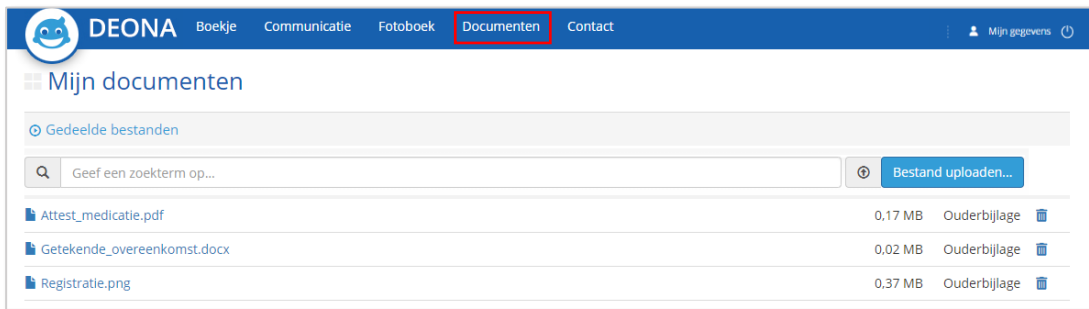 DEONA Boekje Communicatie Fotoboek Documenten Contact Mijn gegevens
Mijn documenten
Gedeelde bestanden
Geef een zoekterm op... Bestand uploaden...
Attest_medicatie.pdf 0,17 MB Ouderbijlage
Getekende_overeenkomst.docx 0,02 MB Ouderbijlage
Registratie.png 0,37 MB Ouderbijlage